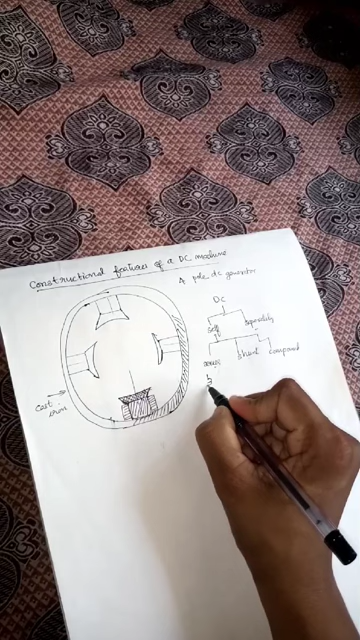 Constructional features of a DC machine
4 pole dc generator
DC
self
separately
series
shunt
compound
cast
iron